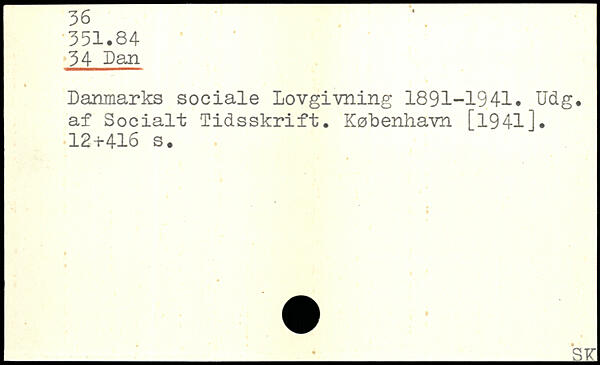 36
351.84
34 Dan
Danmarks sociale Lovgivning 1891-1941. Udg.
af Socialt Tidsskrift. København [1941].
12+416 s.
SK